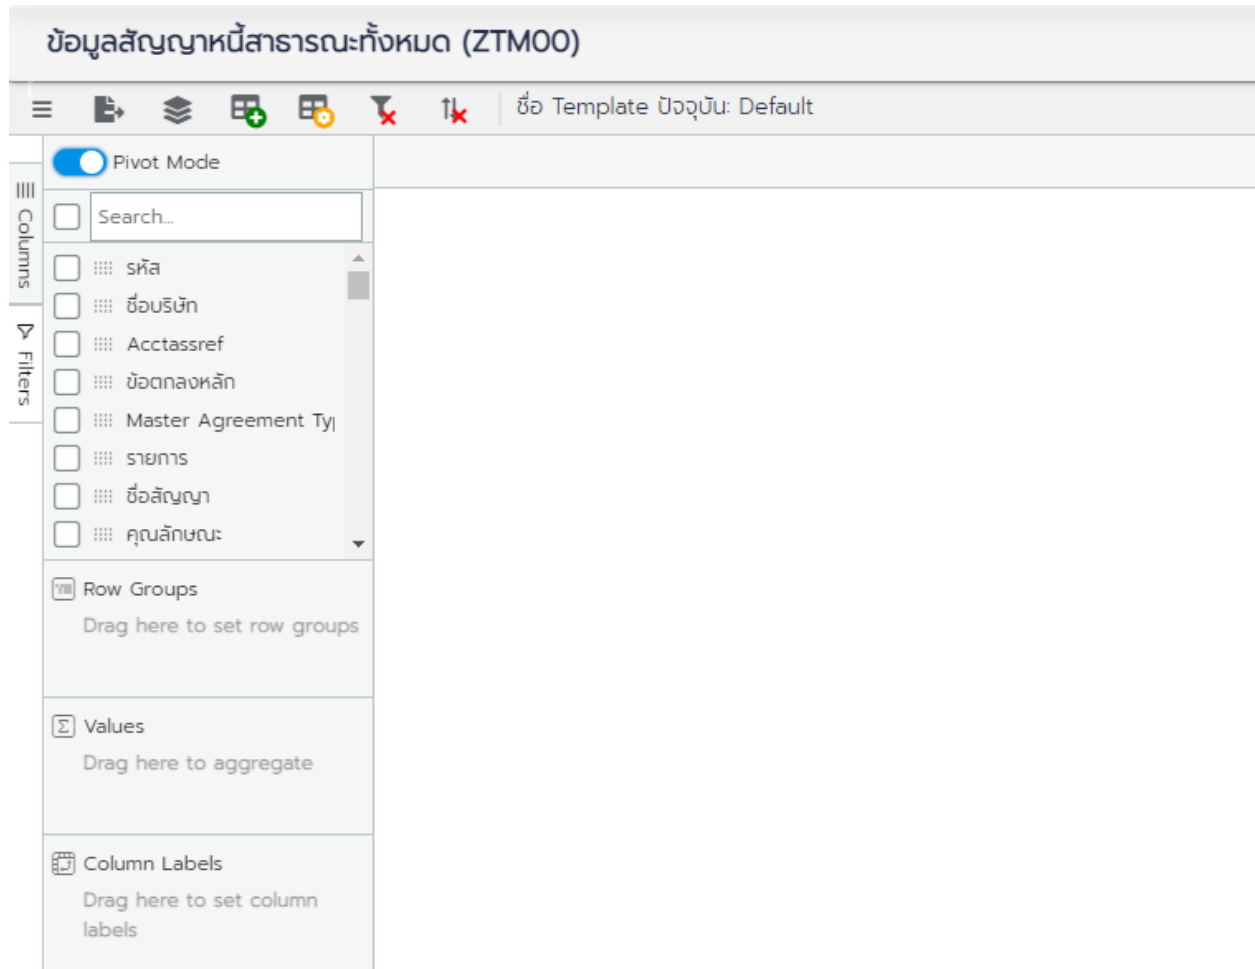 ข้อมูลสัญญาหนี้สาธารณะทั้งหมด (ZTM00)
ชื่อ Template ปัจจุบัน: Default
Pivot Mode
Columns
Filters
Search...
รหัส
ชื่อบริษัท
Acctassref
ข้อตกลงหลัก
Master Agreement Ty
รายการ
ชื่อสัญญา
คุณลักษณะ
Row Groups
Drag here to set row groups
Values
Drag here to aggregate
Column Labels
Drag here to set column
labels